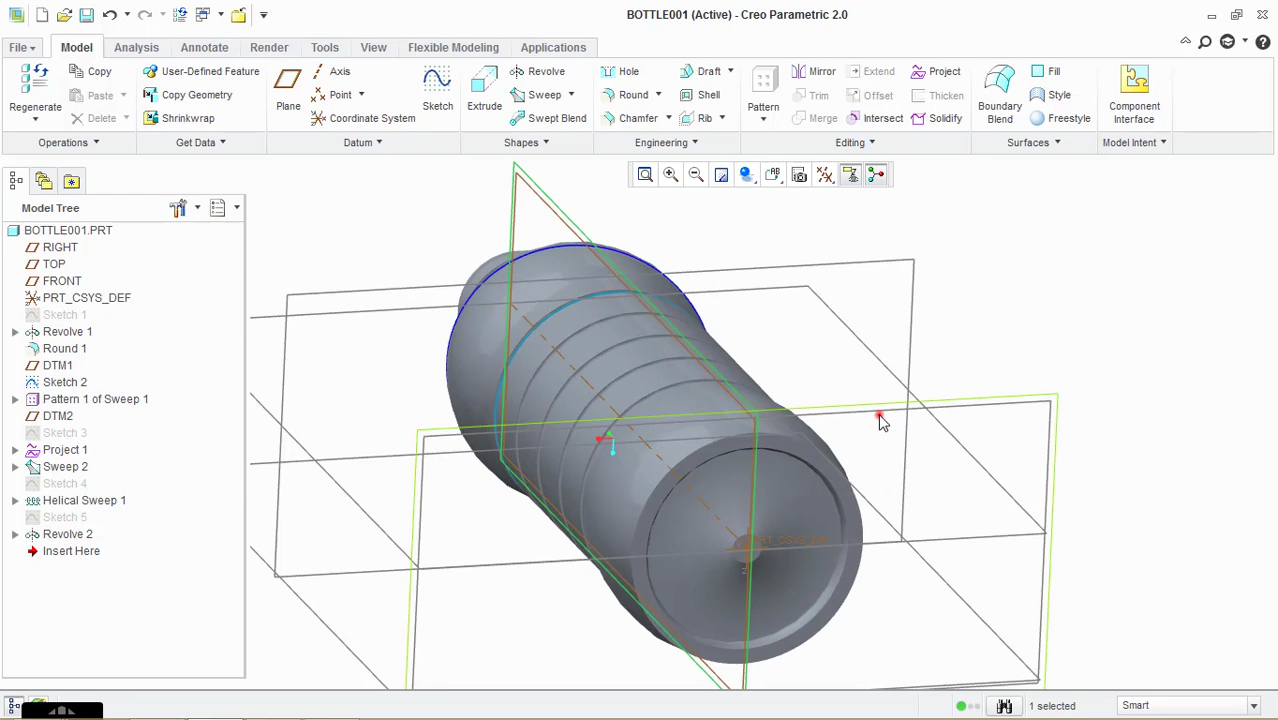 BOTTLE001 (Active) - Creo Parametric 2.0
File Model Analysis Annotate Render Tools View Flexible Modeling Applications
Regenerate Copy Paste Delete
User-Defined Feature
Copy Geometry
Shrinkwrap
Plane Axis Point Coordinate System Sketch
Extrude Revolve Sweep Swept Blend
Hole Draft
Round Shell
Chamfer Rib
Pattern Mirror Extend Project
Trim Offset Thicken
Merge Intersect Solidify
Boundary Blend Fill Style Freestyle
Component Interface
Operations Get Data Datum Shapes Engineering Editing Surfaces Model Intent
Model Tree
BOTTLE001.PRT
RIGHT
TOP
FRONT
PRT_CSYS_DEF
Sketch 1
Revolve 1
Round 1
DTM1
Sketch 2
Pattern 1 of Sweep 1
DTM2
Sketch 3
Project 1
Sweep 2
Sketch 4
Helical Sweep 1
Sketch 5
Revolve 2
Insert Here
PRT_CSYS_DEF
1 selected Smart